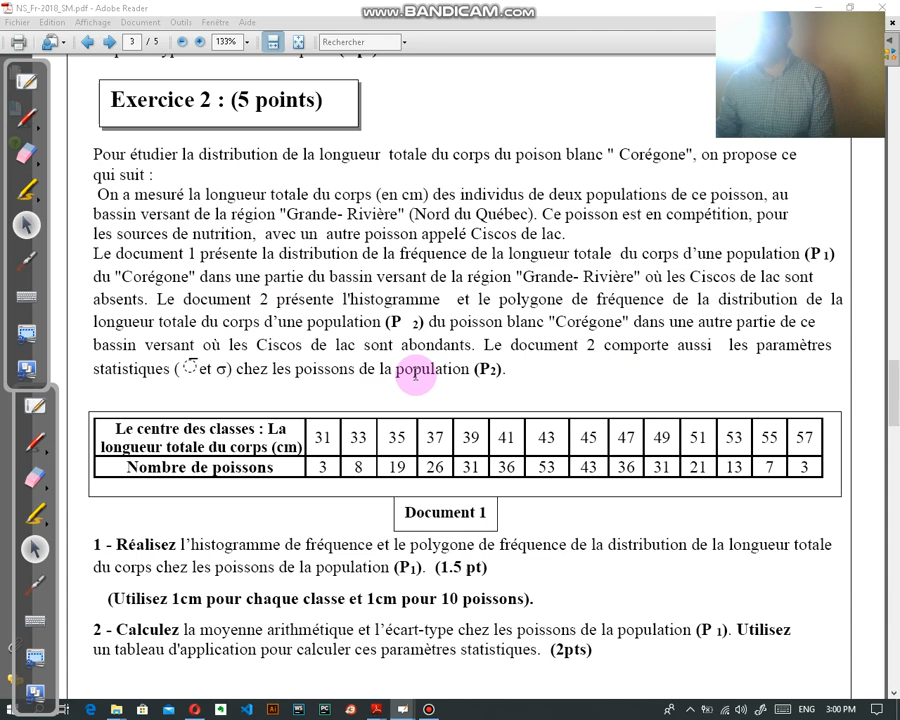 NS_Fr-2018_SM.pdf - Adobe Reader
www.BANDICAM.com
Fichier Edition Affichage Document Outils Fenêtre Aide
3 / 5 133% Rechercher
Exercice 2 : (5 points)
Pour étudier la distribution de la longueur totale du corps du poison blanc " Corégone", on propose ce
qui suit :
On a mesuré la longueur totale du corps (en cm) des individus de deux populations de ce poisson, au
bassin versant de la région "Grande- Rivière" (Nord du Québec). Ce poisson est en compétition, pour
les sources de nutrition, avec un autre poisson appelé Ciscos de lac.
Le document 1 présente la distribution de la fréquence de la longueur totale du corps d'une population (P 1)
du "Corégone" dans une partie du bassin versant de la région "Grande- Rivière" où les Ciscos de lac sont
absents. Le document 2 présente l'histogramme et le polygone de fréquence de la distribution de la
longueur totale du corps d'une population (P 2) du poisson blanc "Corégone" dans une autre partie de ce
bassin versant où les Ciscos de lac sont abondants. Le document 2 comporte aussi les paramètres
statistiques ( et σ) chez les poissons de la population (P2).
Le centre des classes : La
longueur totale du corps (cm) 31 33 35 37 39 41 43 45 47 49 51 53 55 57
Nombre de poissons 3 8 19 26 31 36 53 43 36 31 21 13 7 3
Document 1
1 - Réalisez l'histogramme de fréquence et le polygone de fréquence de la distribution de la longueur totale
du corps chez les poissons de la population (P1). (1.5 pt)
(Utilisez 1cm pour chaque classe et 1cm pour 10 poissons).
2 - Calculez la moyenne arithmétique et l'écart-type chez les poissons de la population (P 1). Utilisez
un tableau d'application pour calculer ces paramètres statistiques. (2pts)
ENG 3:00 PM